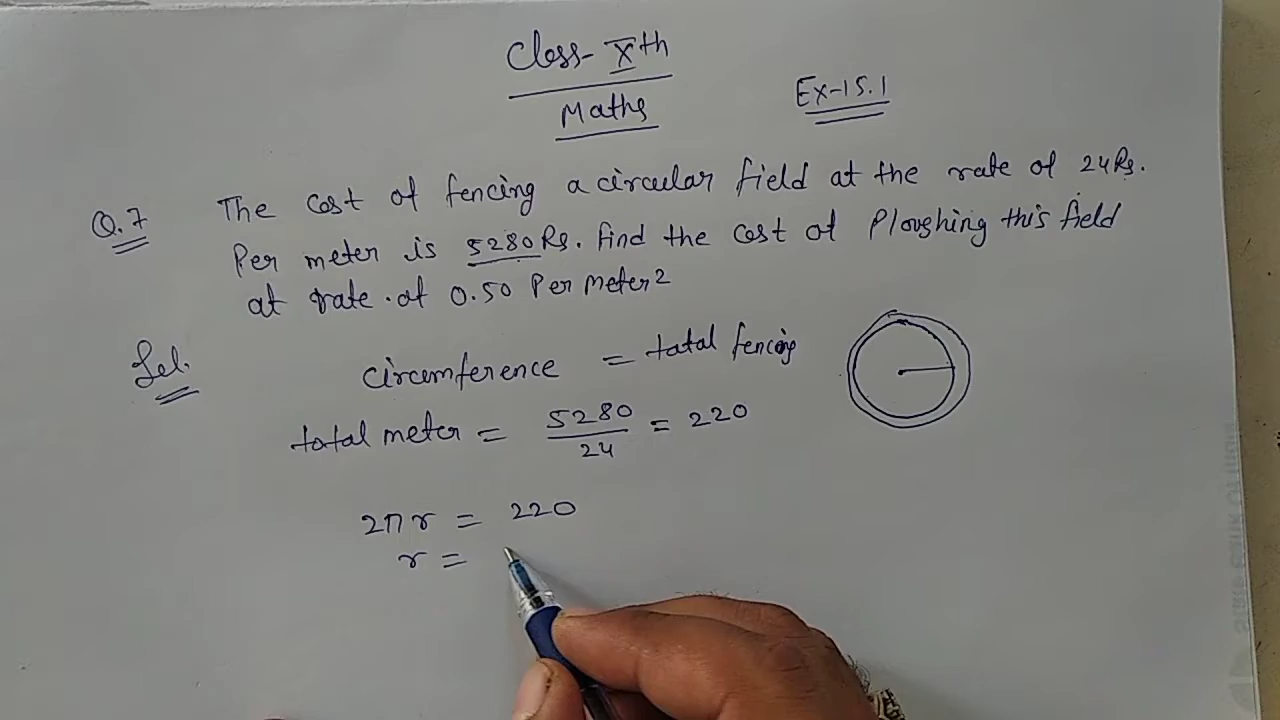 Class-Xth
Maths
Ex-15.1
Q.7 The cost of fencing a circular field at the rate of 24Rs.
Per meter is 5280Rs. find the cost of Ploughing this field
at rate.of 0.50 Per meter2
Sol.
circumference = total fencing
total meter = 5280/24 = 220
2πr = 220
r =